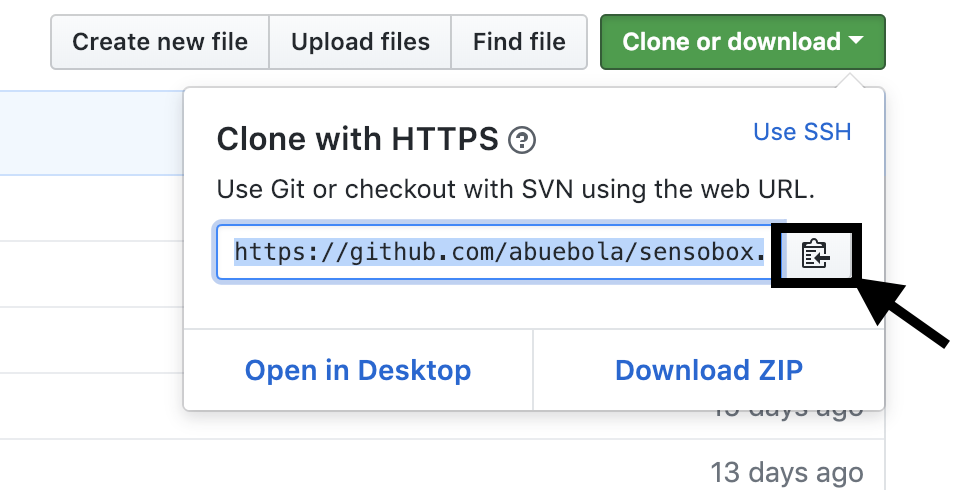 Create new file Upload files Find file Clone or download
Clone with HTTPS ? Use SSH
Use Git or checkout with SVN using the web URL.
https://github.com/abuebola/sensobox.
Open in Desktop Download ZIP
days ago
13 days ago